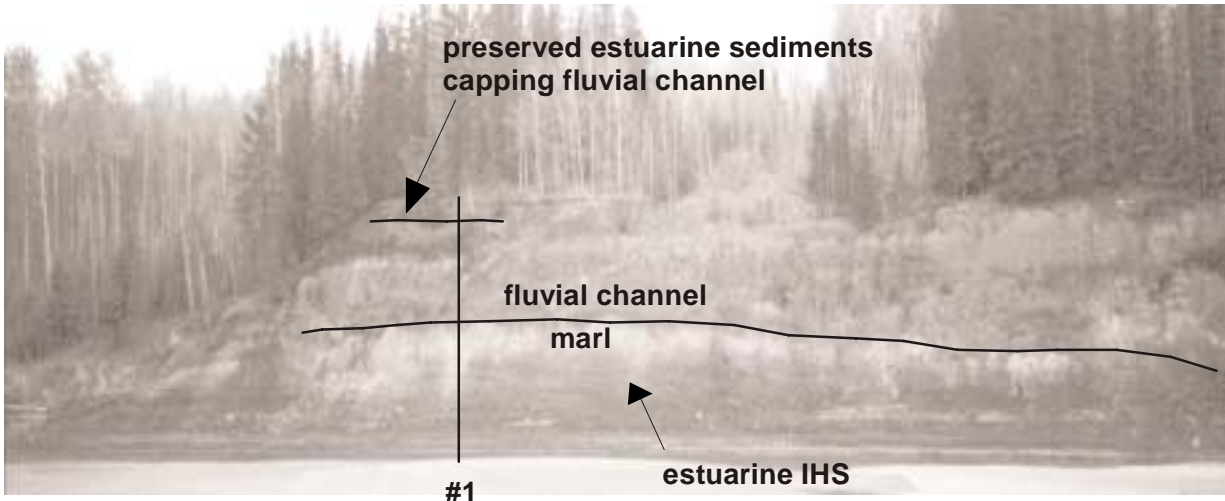 preserved estuarine sediments
capping fluvial channel
fluvial channel
marl
estuarine IHS
#1